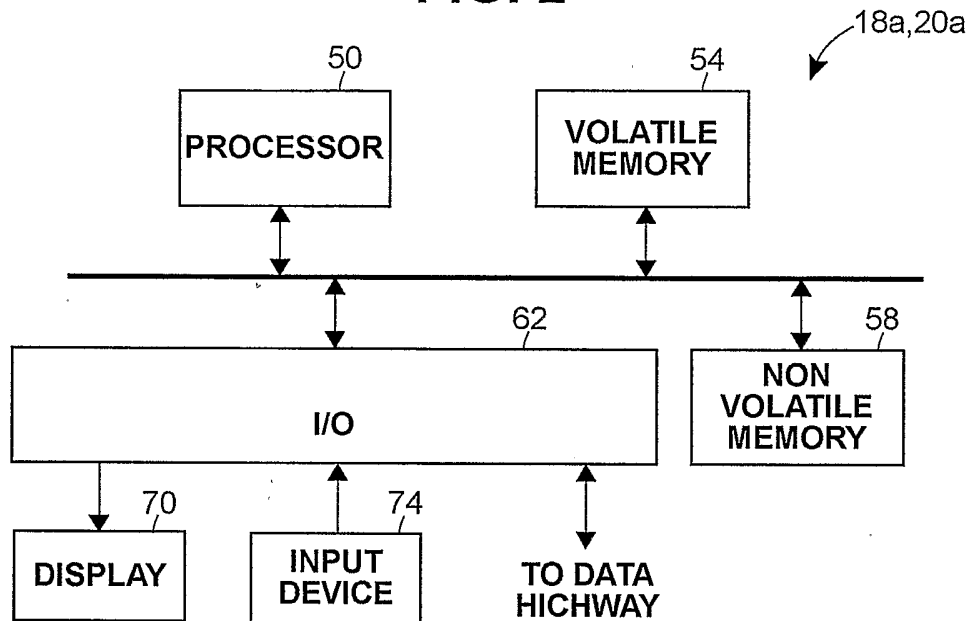 18a,20a
50
PROCESSOR
54
VOLATILE
MEMORY
62
I/O
58
NON
VOLATILE
MEMORY
70
DISPLAY
74
INPUT
DEVICE
TO DATA
HICHWAY